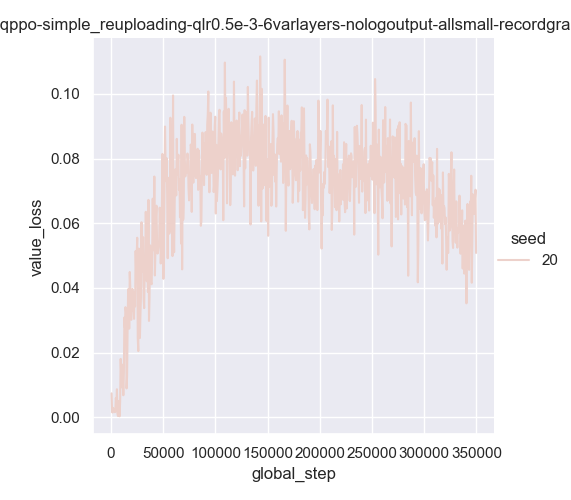 qppo-simple_reuploading-qlr0.5e-3-6varlayers-nologoutput-allsmall-recordgra
0.10
0.08
0.06
0.04
0.02
0.00
value_loss
seed
20
0 50000 100000 150000 200000 250000 300000 350000
global_step